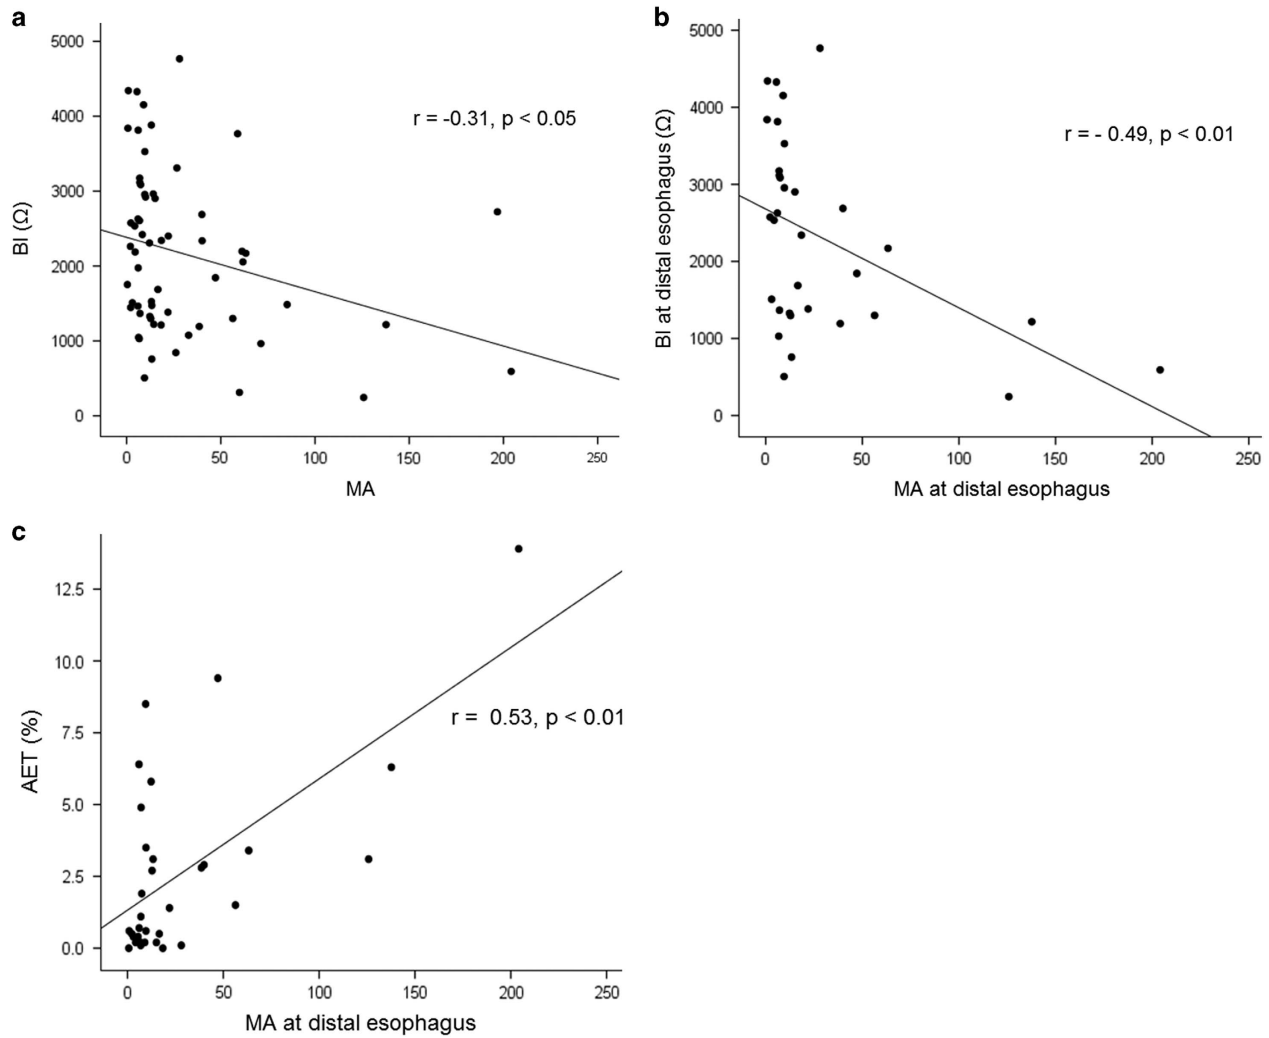 a
5000
4000
3000
2000
1000
0
BI (Ω)
r = -0.31, p < 0.05
0 50 100 150 200 250
MA
b
5000
4000
3000
2000
1000
0
BI at distal esophagus (Ω)
r = - 0.49, p < 0.01
0 50 100 150 200 250
MA at distal esophagus
c
12.5
10.0
7.5
5.0
2.5
0.0
AET (%)
r = 0.53, p < 0.01
0 50 100 150 200 250
MA at distal esophagus